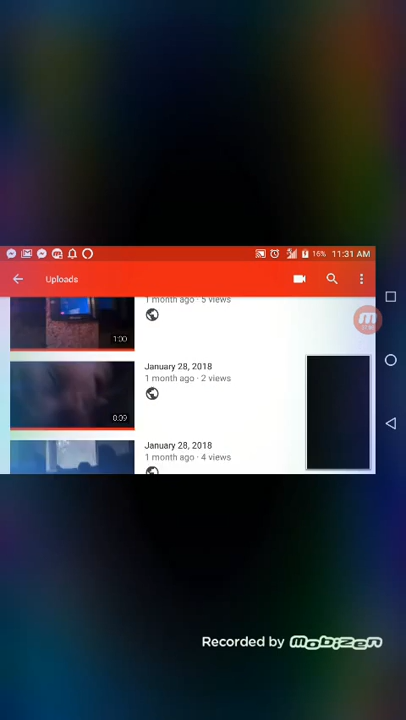 16% 11:31 AM
Uploads
1 month ago · 5 views
1:00
January 28, 2018
1 month ago · 2 views
0:09
January 28, 2018
1 month ago · 4 views
Recorded by mobizen